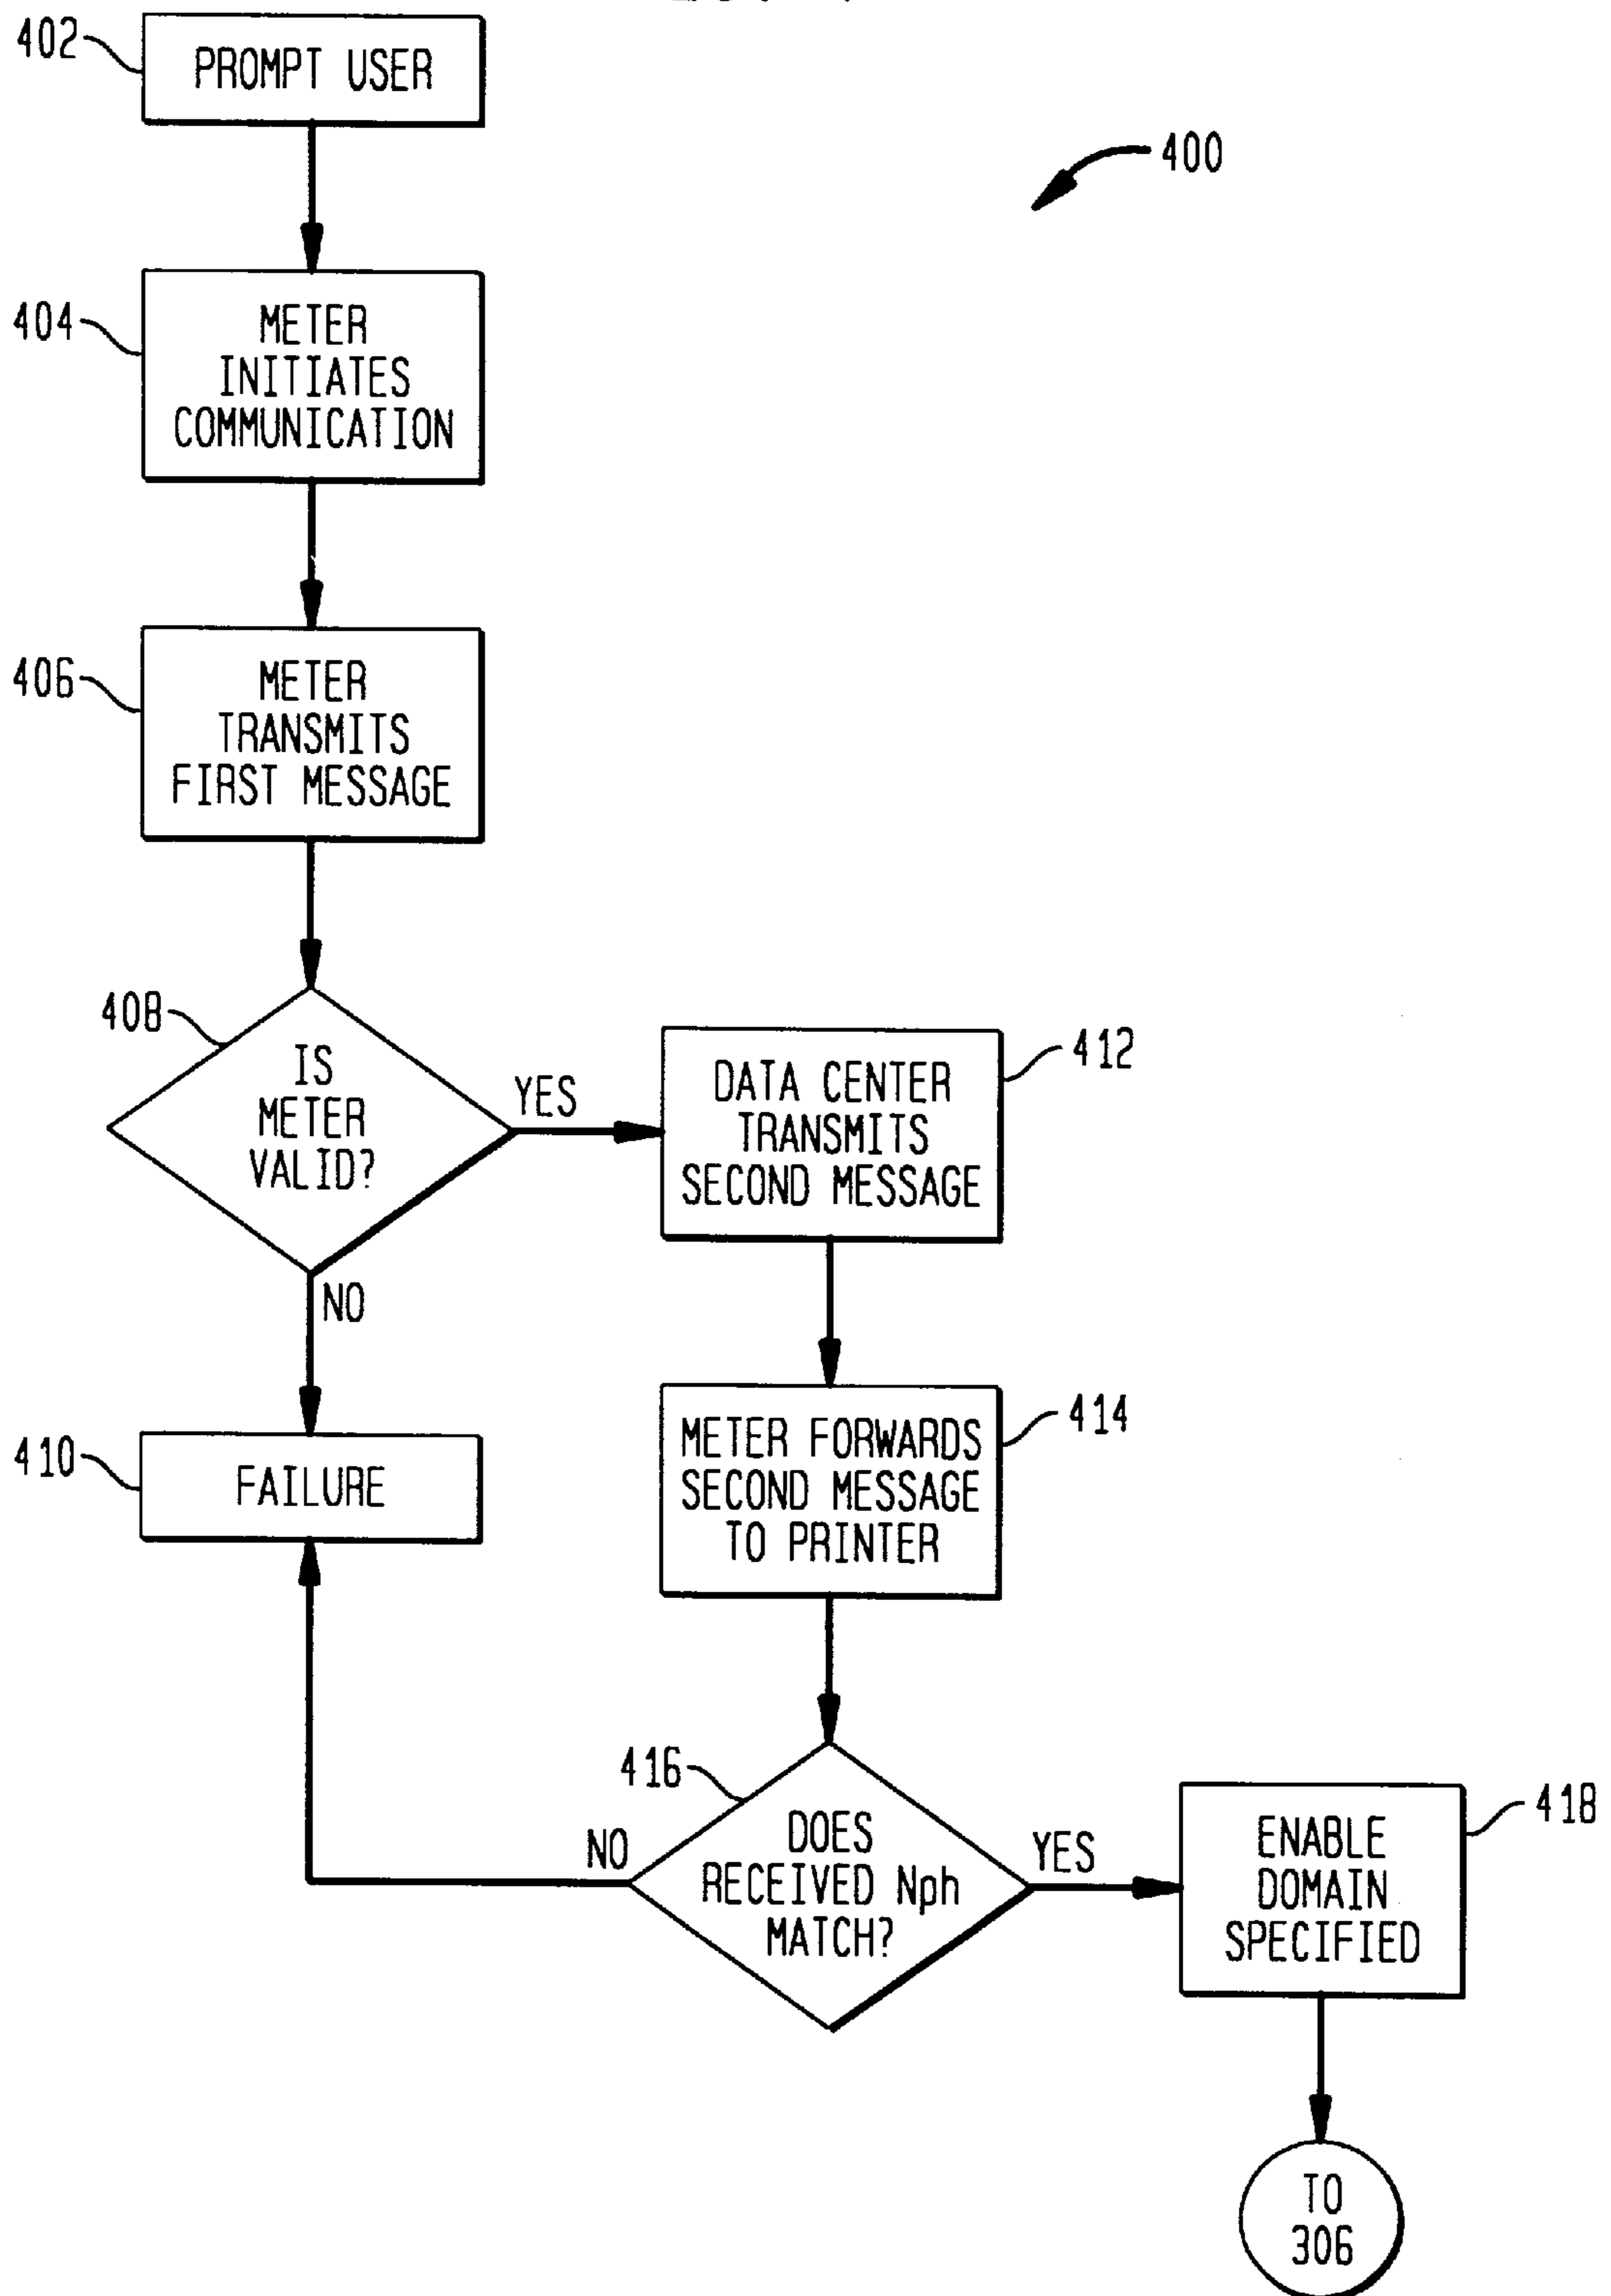 402
PROMPT USER
400
404
METER
INITIATES
COMMUNICATION
406
METER
TRANSMITS
FIRST MESSAGE
408
IS
METER
VALID?
YES
NO
412
DATA CENTER
TRANSMITS
SECOND MESSAGE
410
FAILURE
414
METER FORWARDS
SECOND MESSAGE
TO PRINTER
416
DOES
RECEIVED Nph
MATCH?
NO
YES
418
ENABLE
DOMAIN
SPECIFIED
TO
306